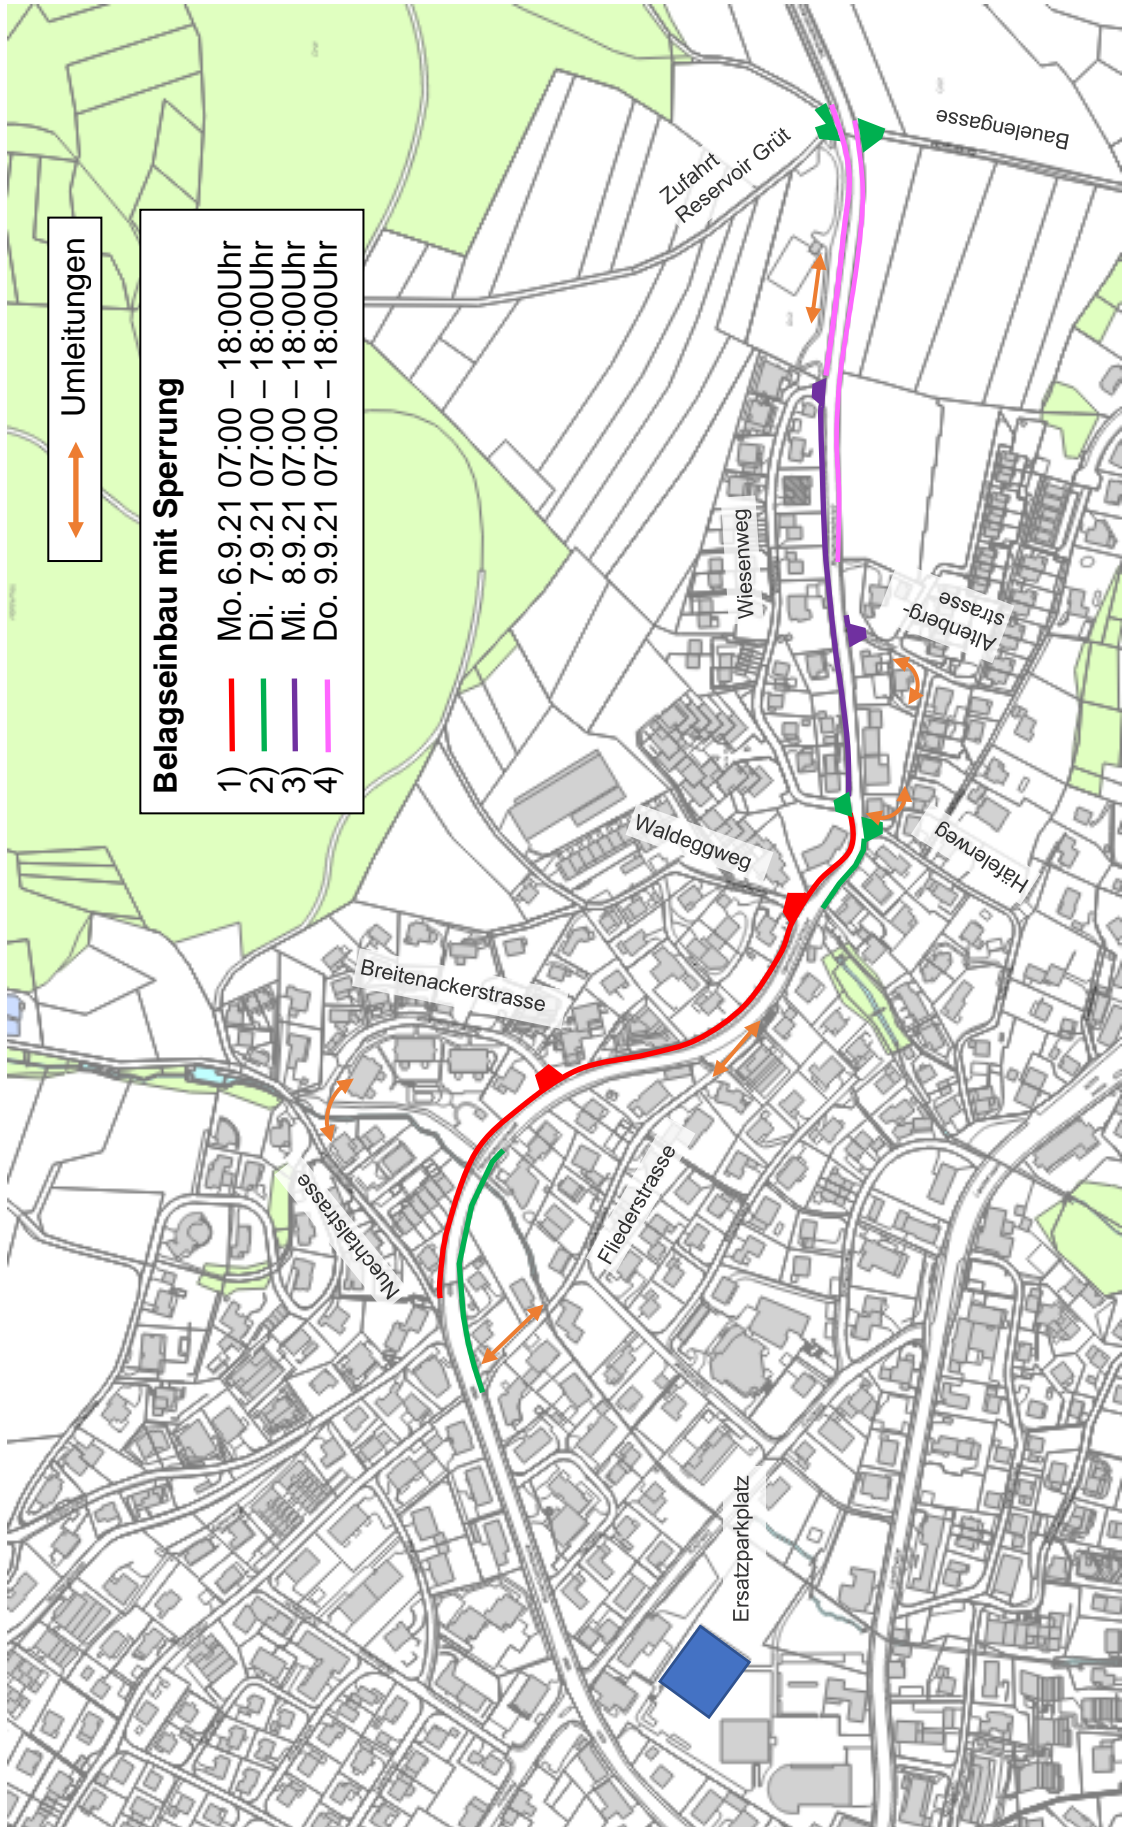 Umleitungen
Belagseinbau mit Sperrung
1) Mo. 6.9.21 07:00 – 18:00Uhr
2) Di. 7.9.21 07:00 – 18:00Uhr
3) Mi. 8.9.21 07:00 – 18:00Uhr
4) Do. 9.9.21 07:00 – 18:00Uhr
Nuechtalstrasse
Breitenackerstrasse
Waldeggweg
Wiesenweg
Zufahrt
Reservoir Grüt
Bauelengasse
Altenberg-
strasse
Häfelerweg
Fliederstrasse
Ersatzparkplatz